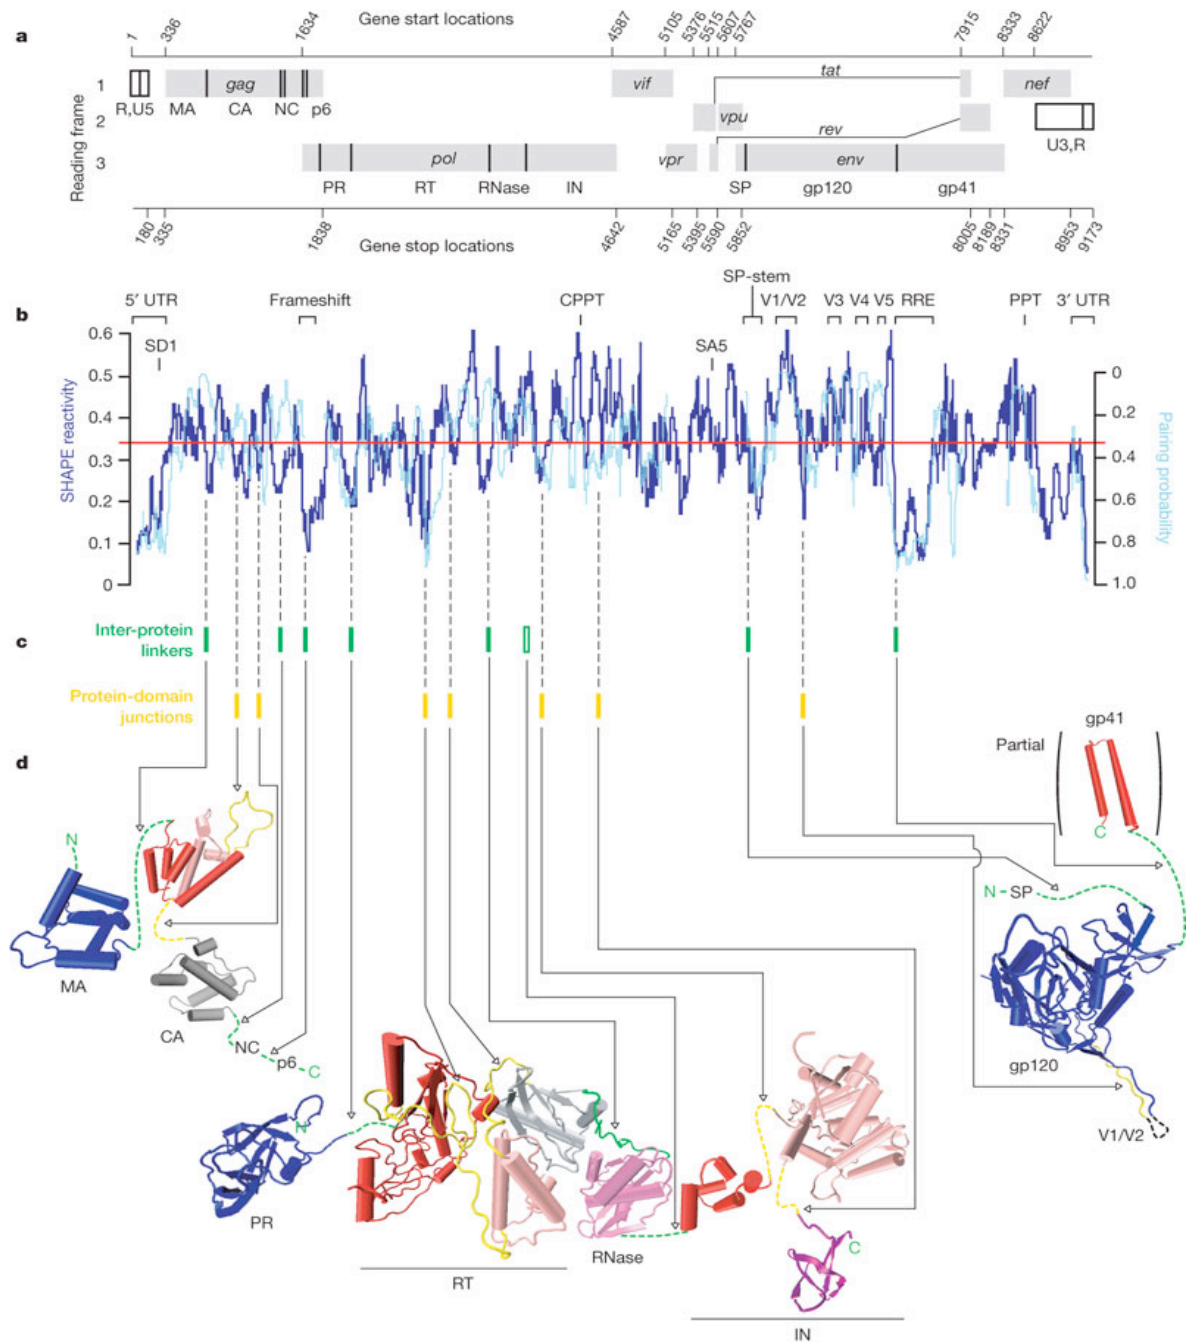 a
Gene start locations
1 336 1634 4587 5105 5376 5515 5607 5767 7915 8333 8622
Reading frame
1 gag vif tat nef
R,U5 MA CA NC p6
2 vpu rev U3,R
3 pol vpr env
PR RT RNase IN SP gp120 gp41
180 335 1838 4642 5165 5395 5590 5852 8005 8189 8331 8953 9173
Gene stop locations
b
5′ UTR Frameshift CPPT SP-stem V1/V2 V3 V4 V5 RRE PPT 3′ UTR
SD1 SA5
SHAPE reactivity
0.6
0.5
0.4
0.3
0.2
0.1
0
Pairing probability
0
0.2
0.4
0.6
0.8
1.0
c
Inter-protein
linkers
Protein-domain
junctions
d
gp41
Partial
C
N
N SP
MA
CA
NC
p6
C
gp120
V1/V2
N
PR
RT
RNase
C
IN